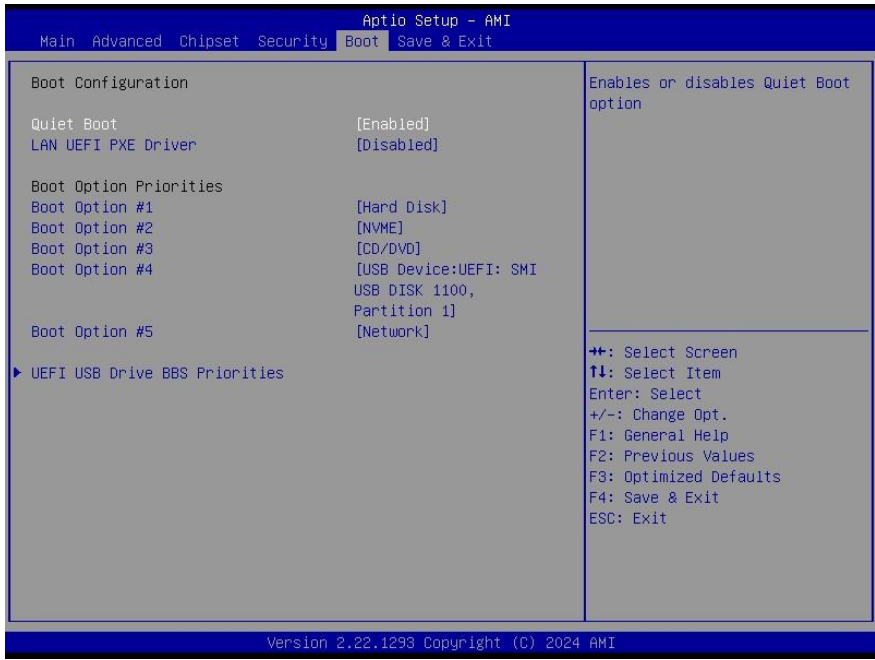 Aptio Setup - AMI
Main Advanced Chipset Security Boot Save & Exit
Boot Configuration
Quiet Boot [Enabled]
LAN UEFI PXE Driver [Disabled]
Boot Option Priorities
Boot Option #1 [Hard Disk]
Boot Option #2 [NVME]
Boot Option #3 [CD/DVD]
Boot Option #4 [USB Device:UEFI: SMI
USB DISK 1100,
Partition 1]
Boot Option #5 [Network]
UEFI USB Drive BBS Priorities
Enables or disables Quiet Boot
option
→←: Select Screen
↑↓: Select Item
Enter: Select
+/-: Change Opt.
F1: General Help
F2: Previous Values
F3: Optimized Defaults
F4: Save & Exit
ESC: Exit
Version 2.22.1293 Copyright (C) 2024 AMI